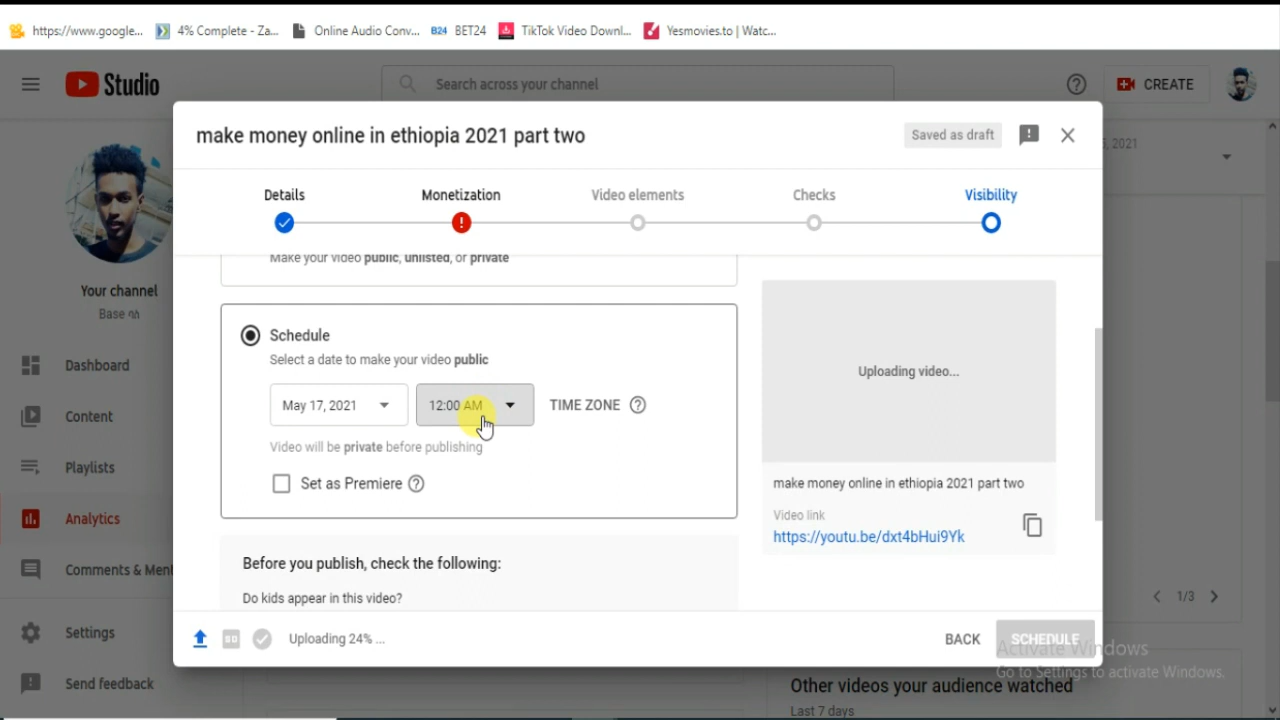 https://www.google...
4% Complete - Za...
Online Audio Conv...
B24
BET24
TikTok Video Downl...
Yesmovies.to | Watc...
Studio
Search across your channel
CREATE
make money online in ethiopia 2021 part two
Saved as draft
5, 2021
Details
Monetization
Video elements
Checks
Visibility
Make your video public, unlisted, or private
Your channel
Base ሳ
Schedule
Select a date to make your video public
Uploading video...
Dashboard
May 17, 2021
12:00 AM
TIME ZONE
Content
Video will be private before publishing
Playlists
Set as Premiere
make money online in ethiopia 2021 part two
Analytics
Video link
https://youtu.be/dxt4bHui9Yk
Before you publish, check the following:
Comments & Ment
Do kids appear in this video?
1/3
Settings
SD
Uploading 24% ...
BACK
SCHEDULE
Activate Windows
Go to Settings to activate Windows.
Send feedback
Other videos your audience watched
Last 7 days